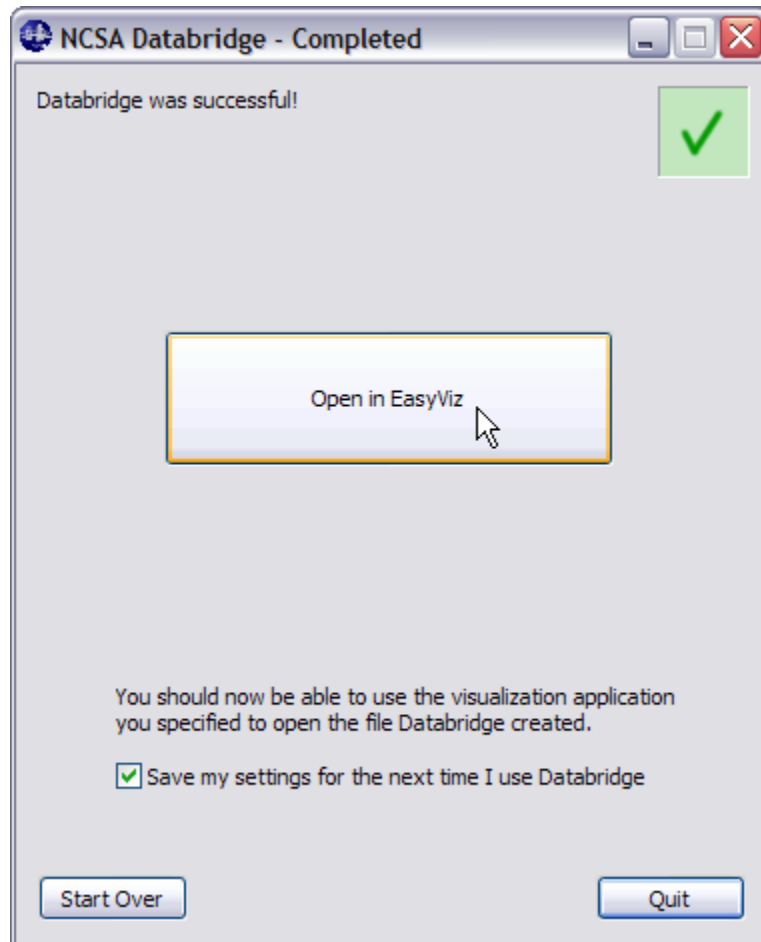 NCSA Databridge - Completed
Databridge was successful!
Open in EasyViz
You should now be able to use the visualization application
you specified to open the file Databridge created.
Save my settings for the next time I use Databridge
Start Over
Quit